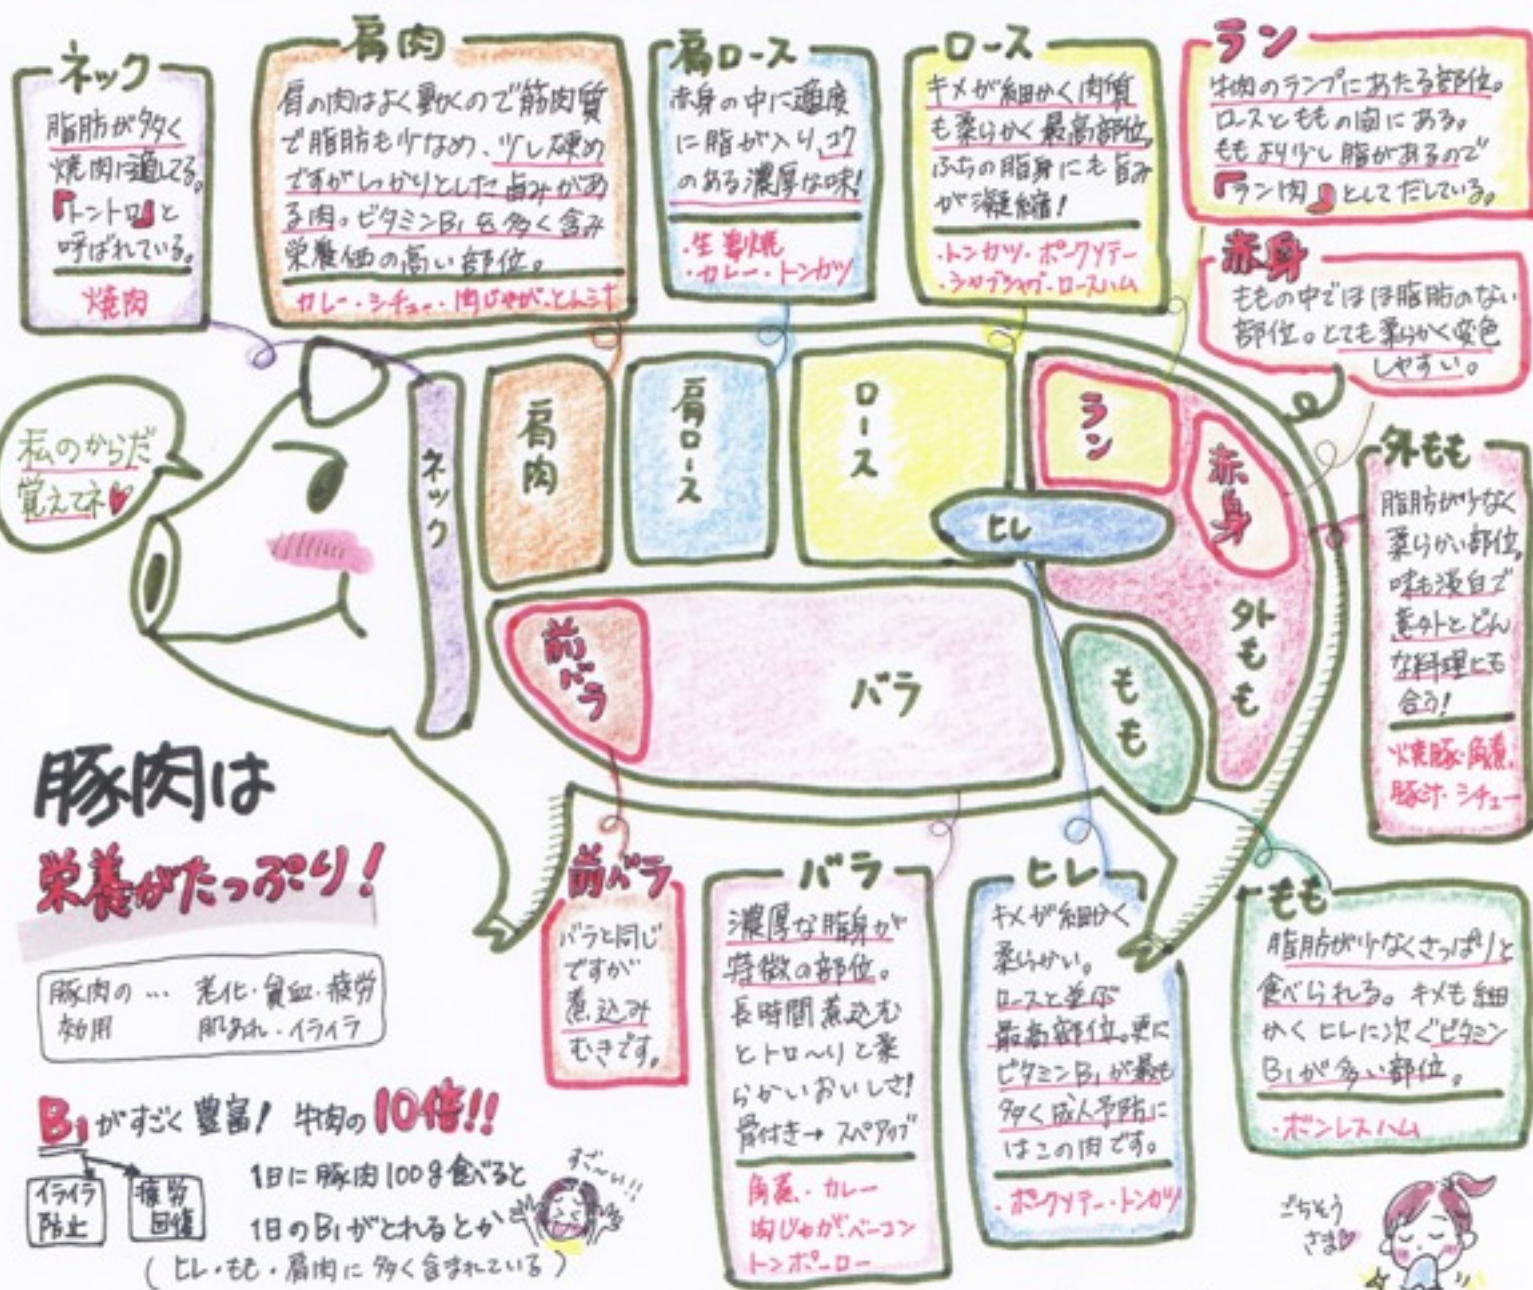 ネック
脂肪が多く
焼肉に適してる。
『トントロ』と
呼ばれている。
焼肉
肩肉
肩の肉はよく動くので筋肉質
で脂肪も少なめ、少し硬め
ですがしっかりとした旨みがあ
る肉。ビタミンB₁を多く含み
栄養価の高い部位。
カレー・シチュー・肉じゃが・とん汁
肩ロース
赤身の中に適度
に脂が入り、コク
のある濃厚な味!
・生姜焼
・カレー・トンカツ
ロース
キメが細かく肉質
も柔らかく最高部位。
ふちの脂身にも旨み
が凝縮!
・トンカツ・ポークソテー
・シャブシャブ・ロースハム
ラン
牛肉のランプにあたる部位。
ロースとももの間にある。
ももより少し脂があるので
『ラン肉』としてだしている。
赤身
ももの中でほぼ脂肪のない
部位。とても柔らかく変色
しやすい。
私のからだ
覚えてネ♥
ネック
肩肉
肩ロース
ロース
ラン
赤身
ヒレ
外もも
前バラ
バラ
もも
外もも
脂肪が少なく
柔らかい部位。
味も淡白で
意外とどん
な料理にも
合う!
焼豚・角煮・
豚汁・シチュー
豚肉は
栄養がたっぷり!
豚肉の… 老化・貧血・疲労
効用 肌あれ・イライラ
B₁がすごく豊富! 牛肉の10倍!!
イライラ
防止
疲労
回復
1日に豚肉100g食べると
1日のB₁がとれるとか
(ヒレ・もも・肩肉に多く含まれている)
すご〜い!!
前バラ
バラと同じ
ですが
煮込み
むきです。
バラ
濃厚な脂身が
特徴の部位。
長時間煮込む
とトロ〜リと柔
らかいおいしさ!
骨付き→スペアリブ
角煮・カレー
肉じゃが・ベーコン
トンポーロー
ヒレ
キメが細かく
柔らかい。
ロースと並ぶ
最高部位。更に
ビタミンB₁が最も
多く成人予防に
はこの肉です。
・ポークソテー・トンカツ
もも
脂肪が少なくさっぱりと
食べられる。キメも細
かくヒレに次ぐビタミン
B₁が多い部位。
・ボンレスハム
ごちそう
さま♡